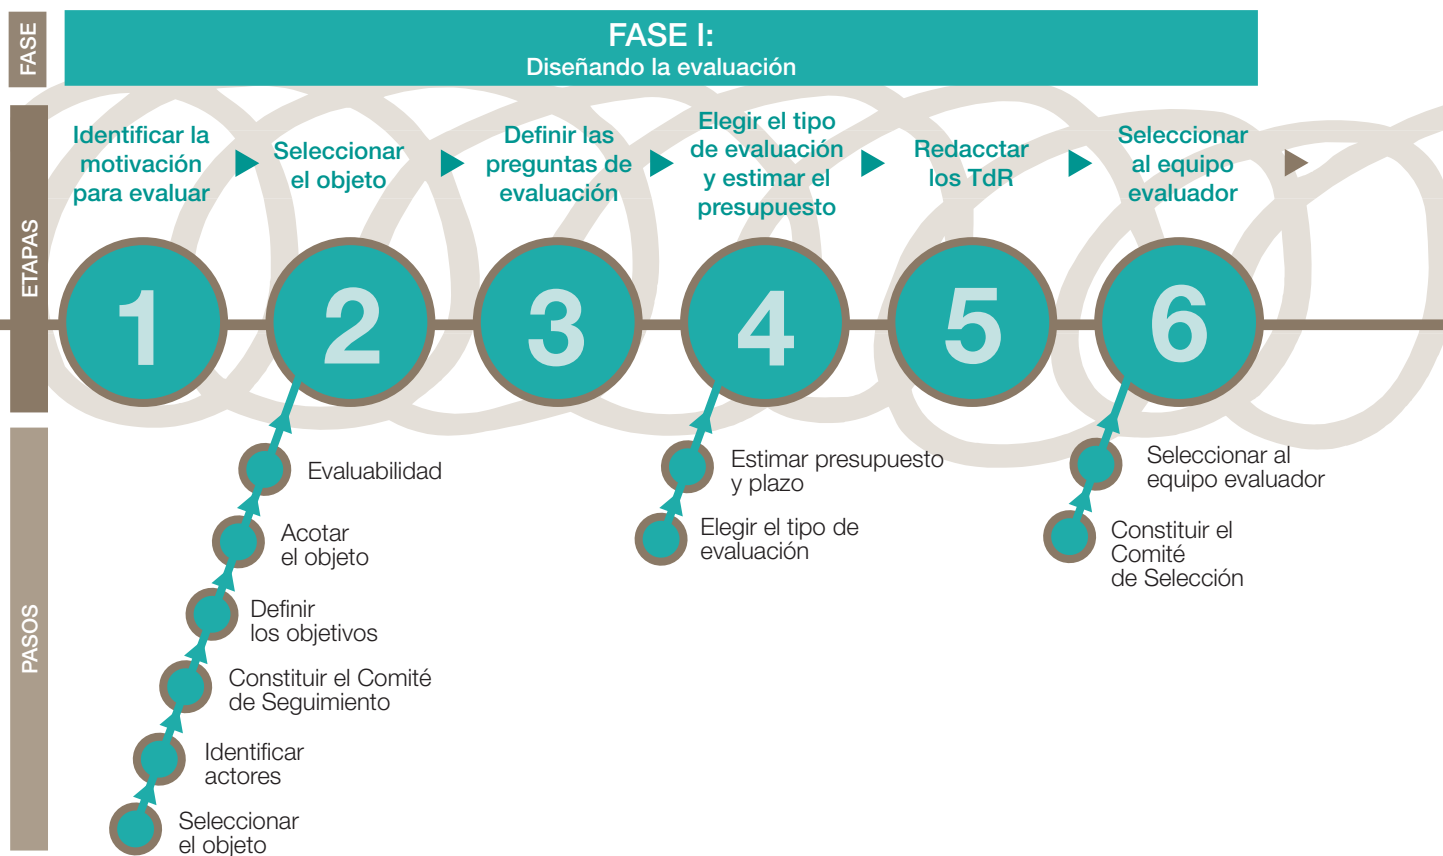 FASE
FASE I:
Diseñando la evaluación
ETAPAS
Identificar la
motivación
para evaluar
Seleccionar
el objeto
Definir las
preguntas de
evaluación
Elegir el tipo
de evaluación
y estimar el
presupuesto
Redacctar
los TdR
Seleccionar
al equipo
evaluador
1
2
3
4
5
6
PASOS
Evaluabilidad
Acotar
el objeto
Definir
los objetivos
Constituir el Comité
de Seguimiento
Identificar
actores
Seleccionar
el objeto
Estimar presupuesto
y plazo
Elegir el tipo de
evaluación
Seleccionar al
equipo evaluador
Constituir el
Comité
de Selección